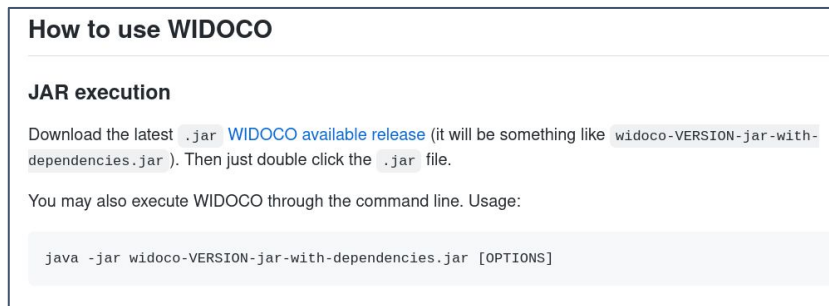 How to use WIDOCO
JAR execution
Download the latest .jar WIDOCO available release (it will be something like widoco-VERSION-jar-with-
dependencies.jar ). Then just double click the .jar file.
You may also execute WIDOCO through the command line. Usage:
java -jar widoco-VERSION-jar-with-dependencies.jar [OPTIONS]